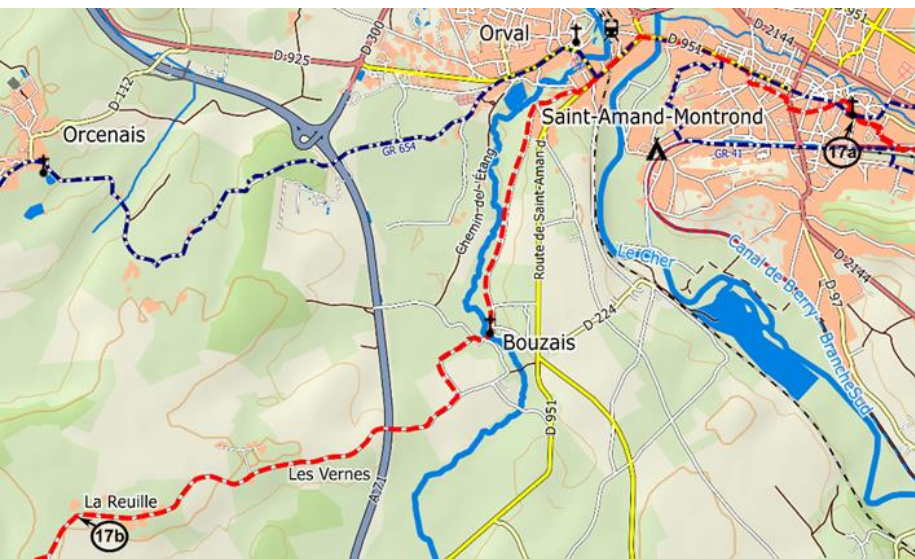 D 300
Orval
D 951
D 2144
951
D-925
D-112
Saint-Amand-Montrond
Orcenais
GR 654
GR 41
17a
Chemin-de-l'Étang
Route de Saint-Aman d
Le Cher
Canal de Berry - Branche Sud
D 2144
D-97
D-224
Bouzais
D 951
A 71
Les Vernes
La Reuille
17b